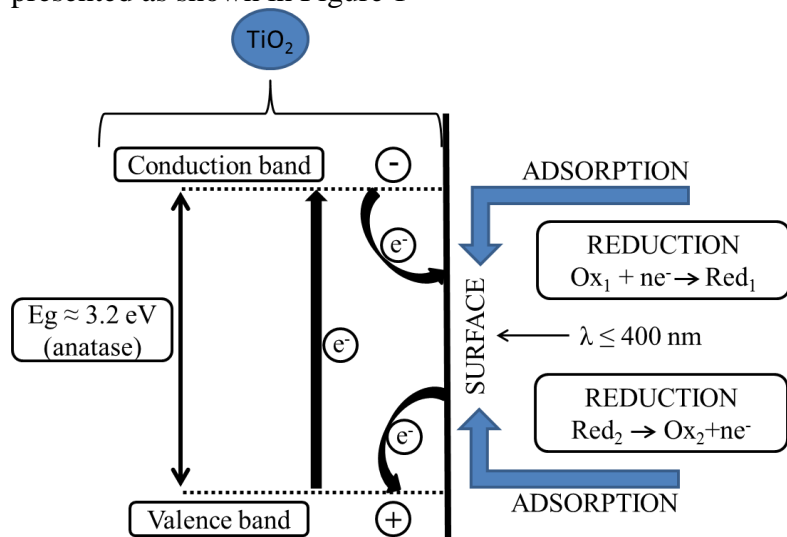 presented as shown in Figure 1
TiO₂
Conduction band
-
ADSORPTION
e⁻
REDUCTION
Ox₁ + ne⁻→ Red₁
Eg ≈ 3.2 eV
(anatase)
e⁻
SURFACE
λ ≤ 400 nm
REDUCTION
Red₂ → Ox₂+ne⁻
e⁻
Valence band
+
ADSORPTION